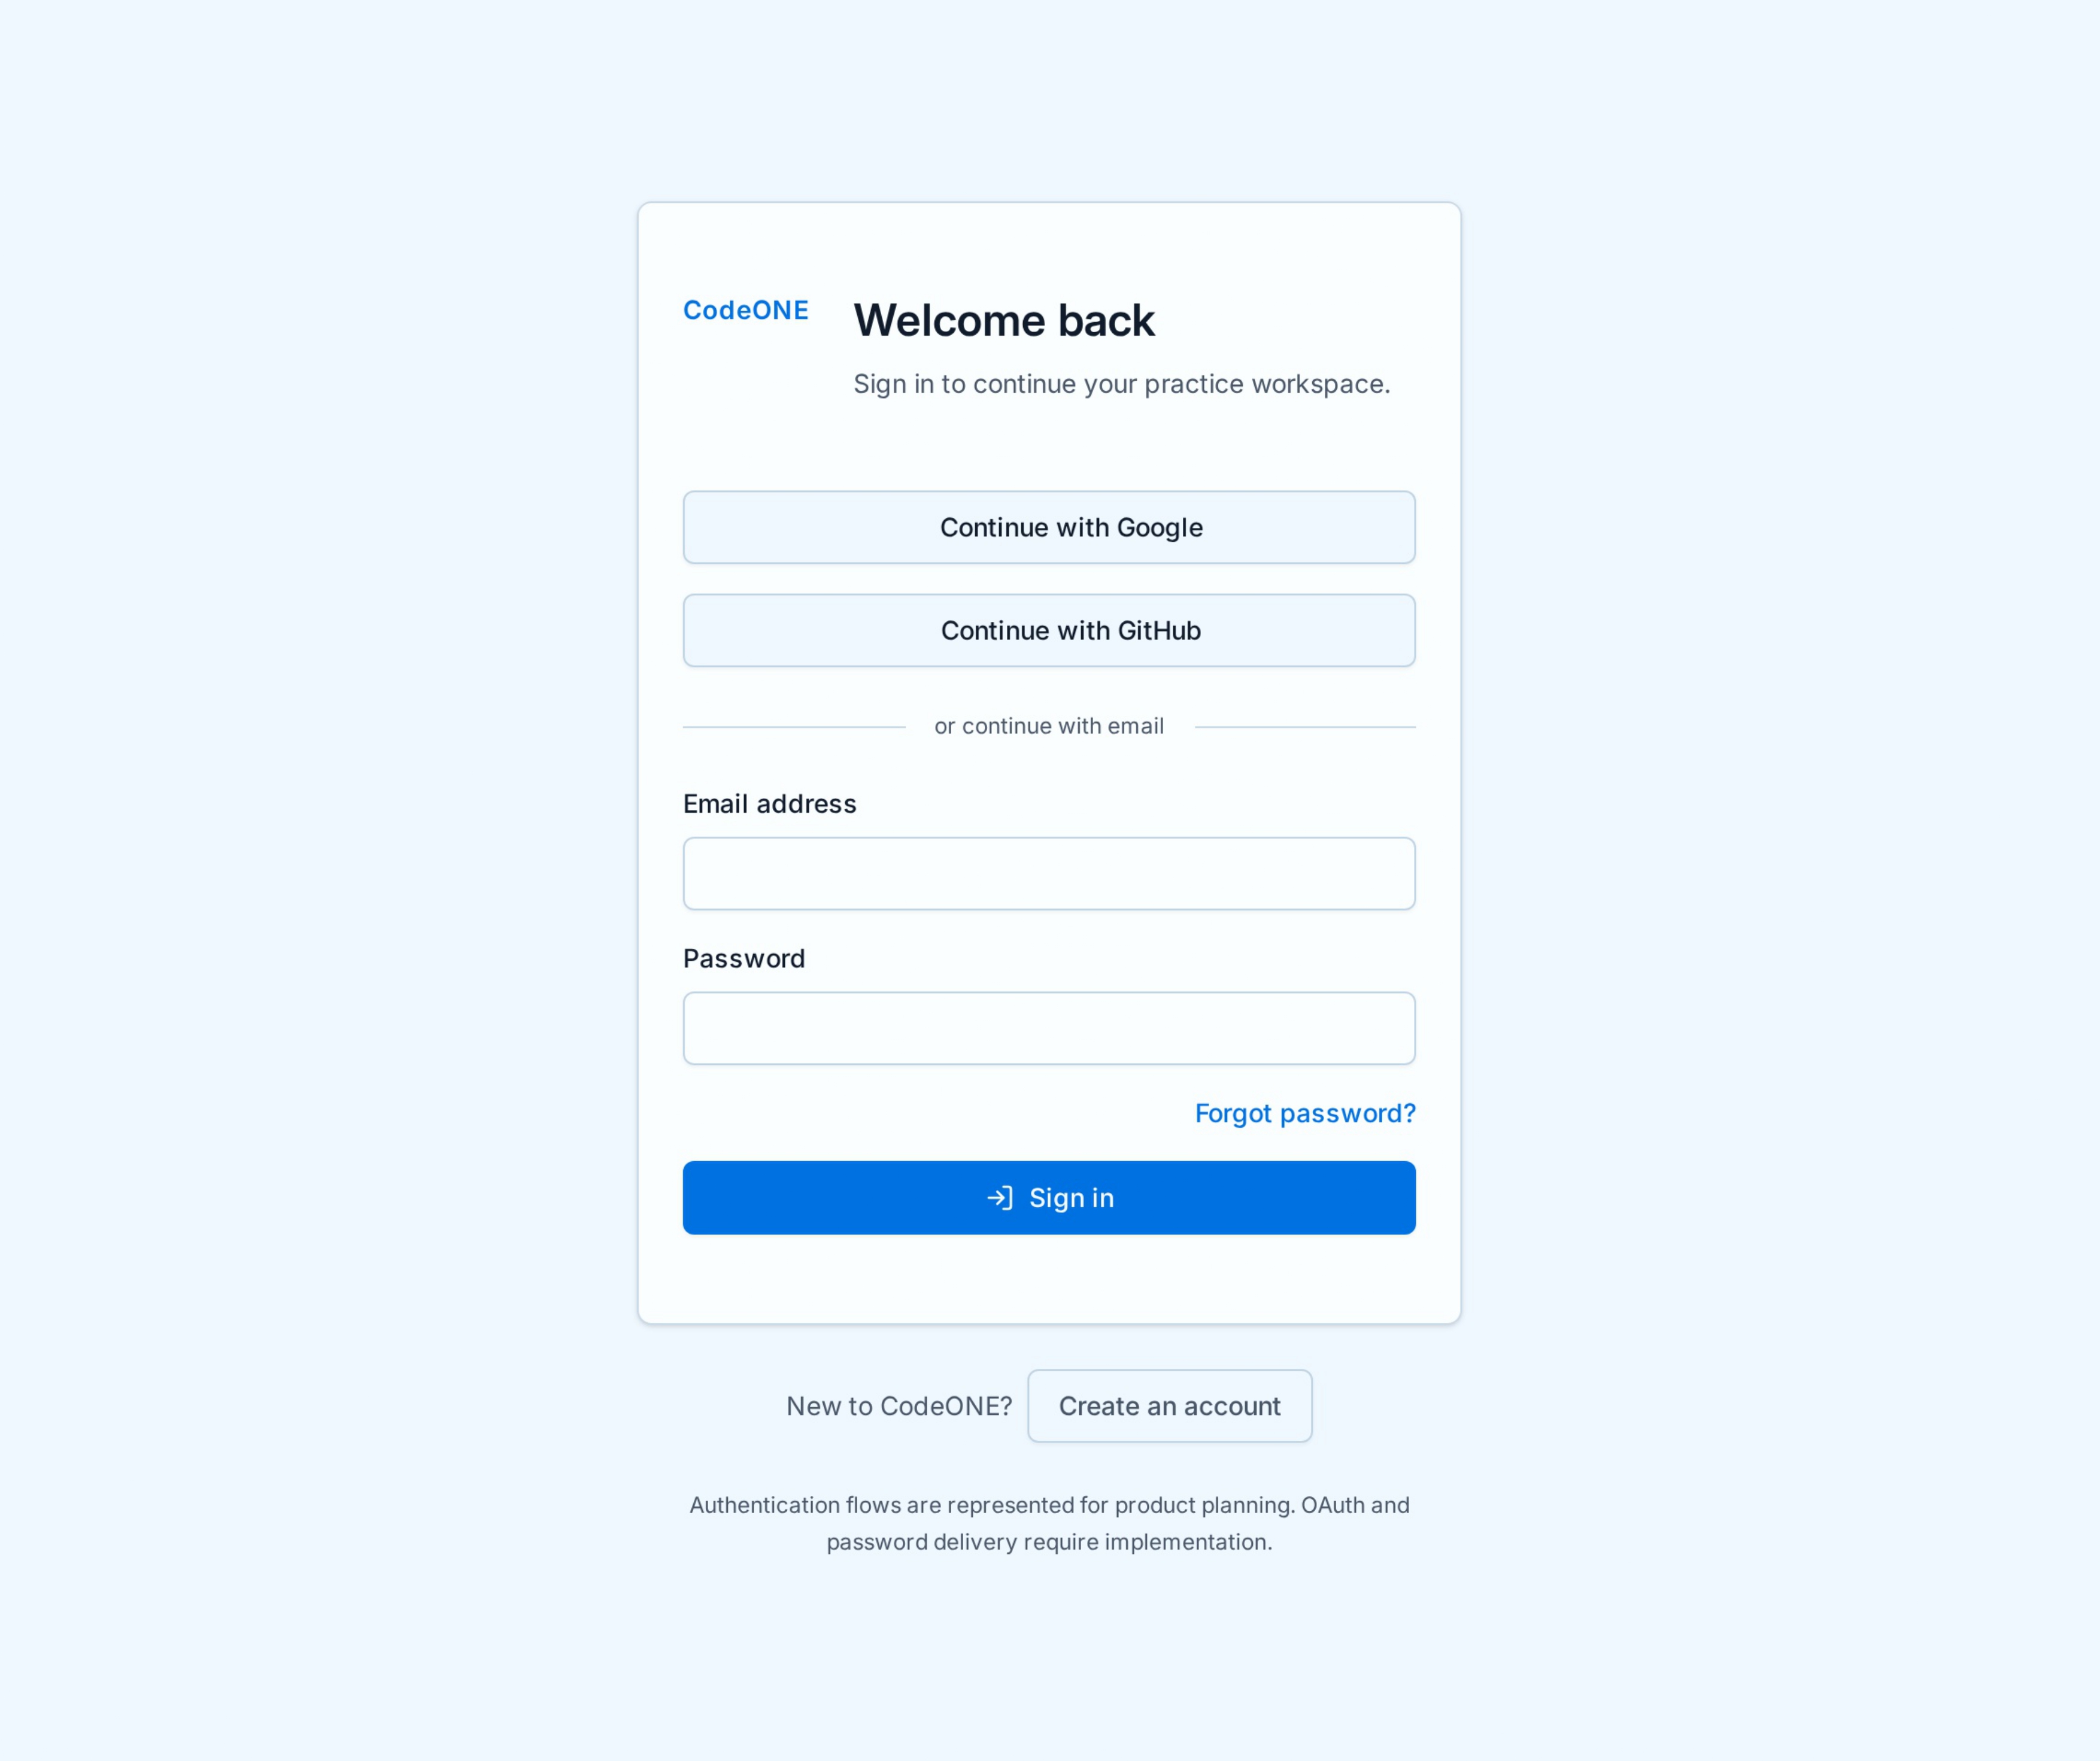 CodeONE
Welcome back
Sign in to continue your practice workspace.
Continue with Google
Continue with GitHub
or continue with email
Email address
Password
Forgot password?
Sign in
New to CodeONE?
Create an account
Authentication flows are represented for product planning. OAuth and
password delivery require implementation.